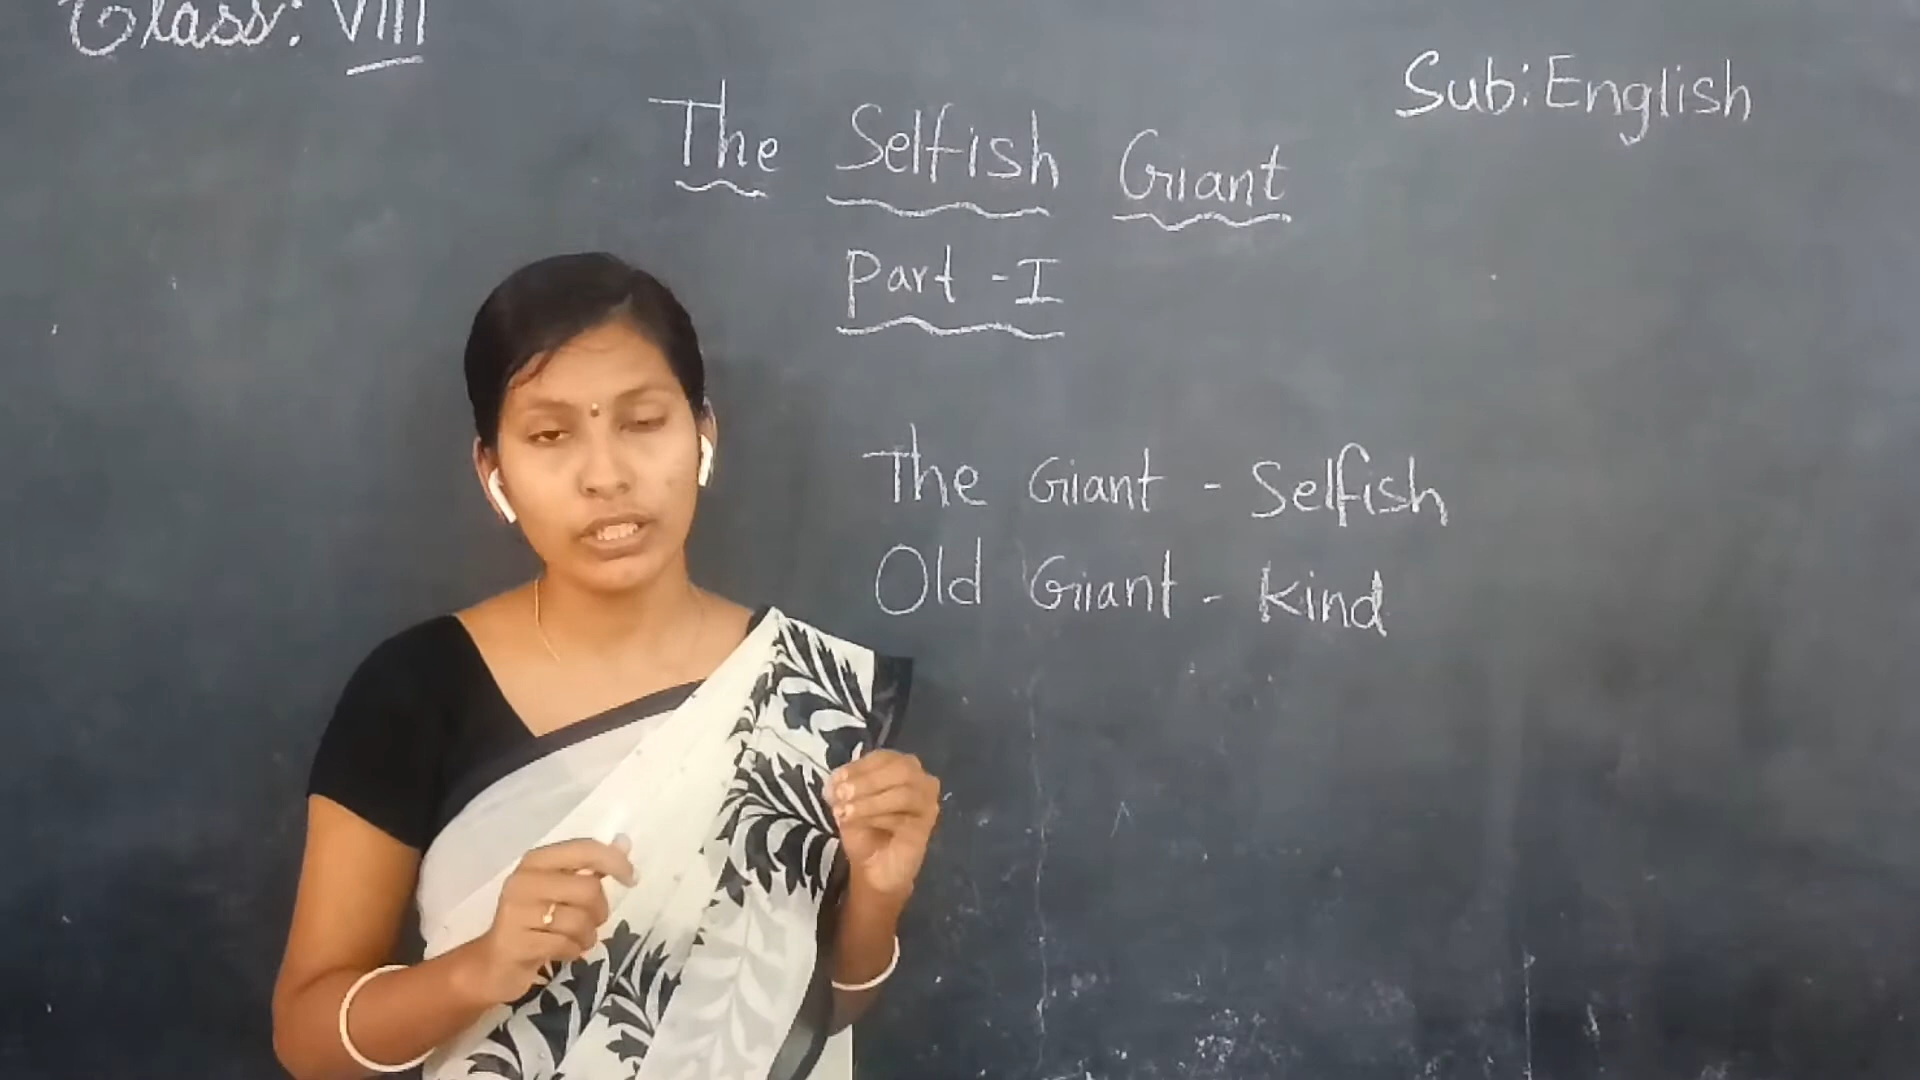 Class: VIII
Sub: English
The Selfish Giant
Part - I
The Giant - Selfish
Old Giant - Kind